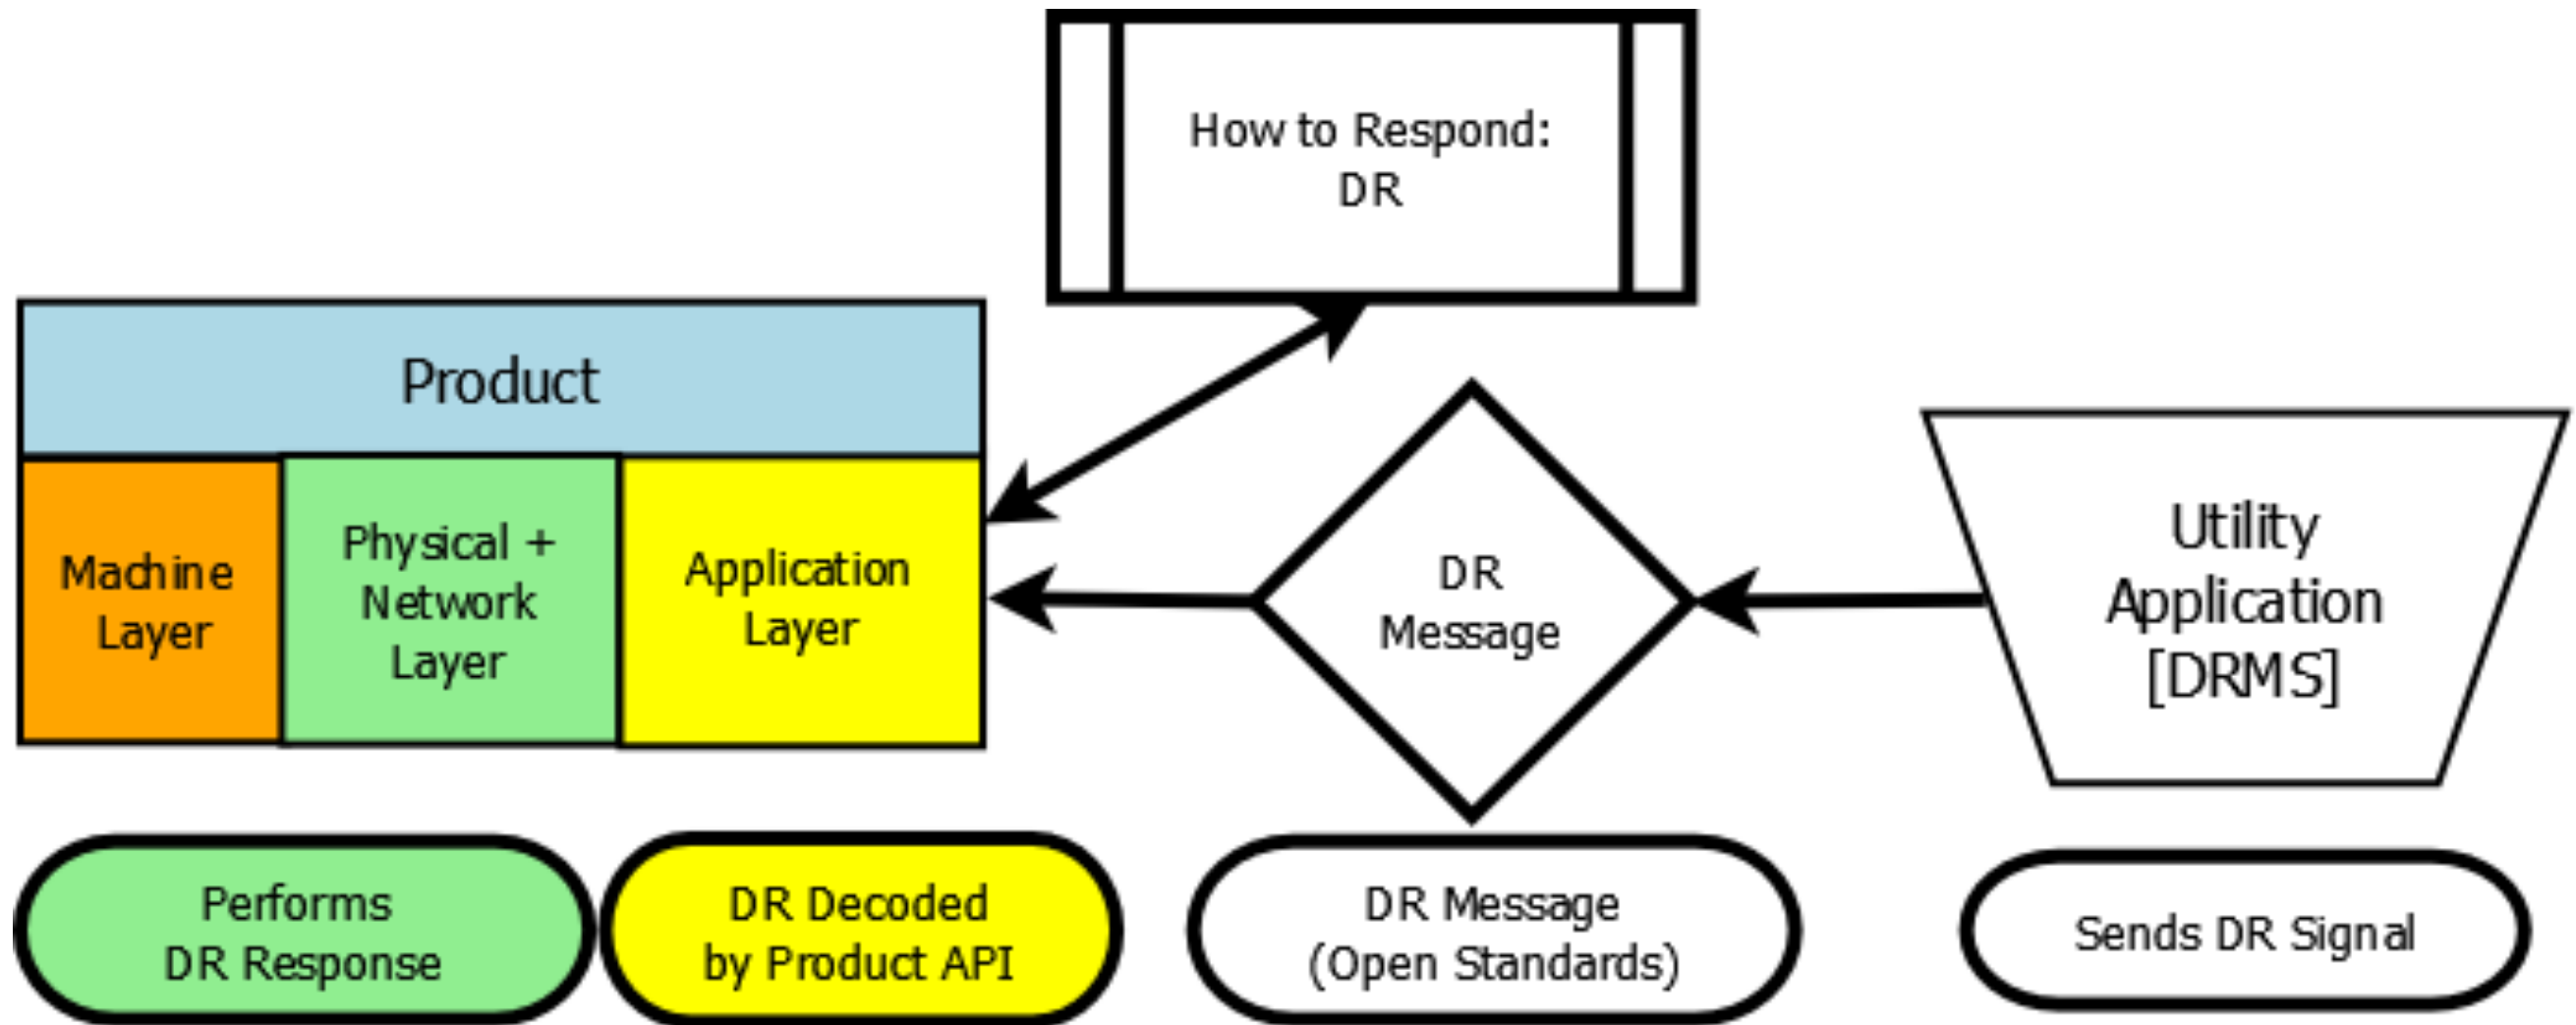 How to Respond:
DR
Product
Machine
Layer
Physical +
Network
Layer
Application
Layer
DR
Message
Utility
Application
[DRMS]
Performs
DR Response
DR Decoded
by Product API
DR Message
(Open Standards)
Sends DR Signal